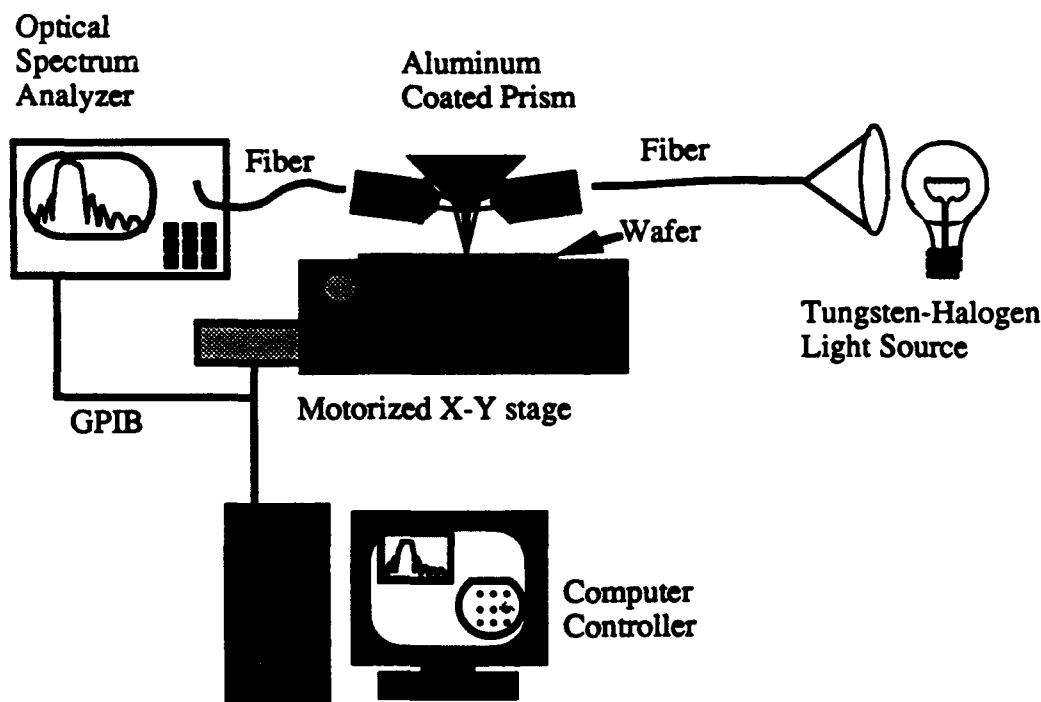 Optical
Spectrum
Analyzer
Aluminum
Coated Prism
Fiber
Fiber
Wafer
Tungsten-Halogen
Light Source
GPIB
Motorized X-Y stage
Computer
Controller